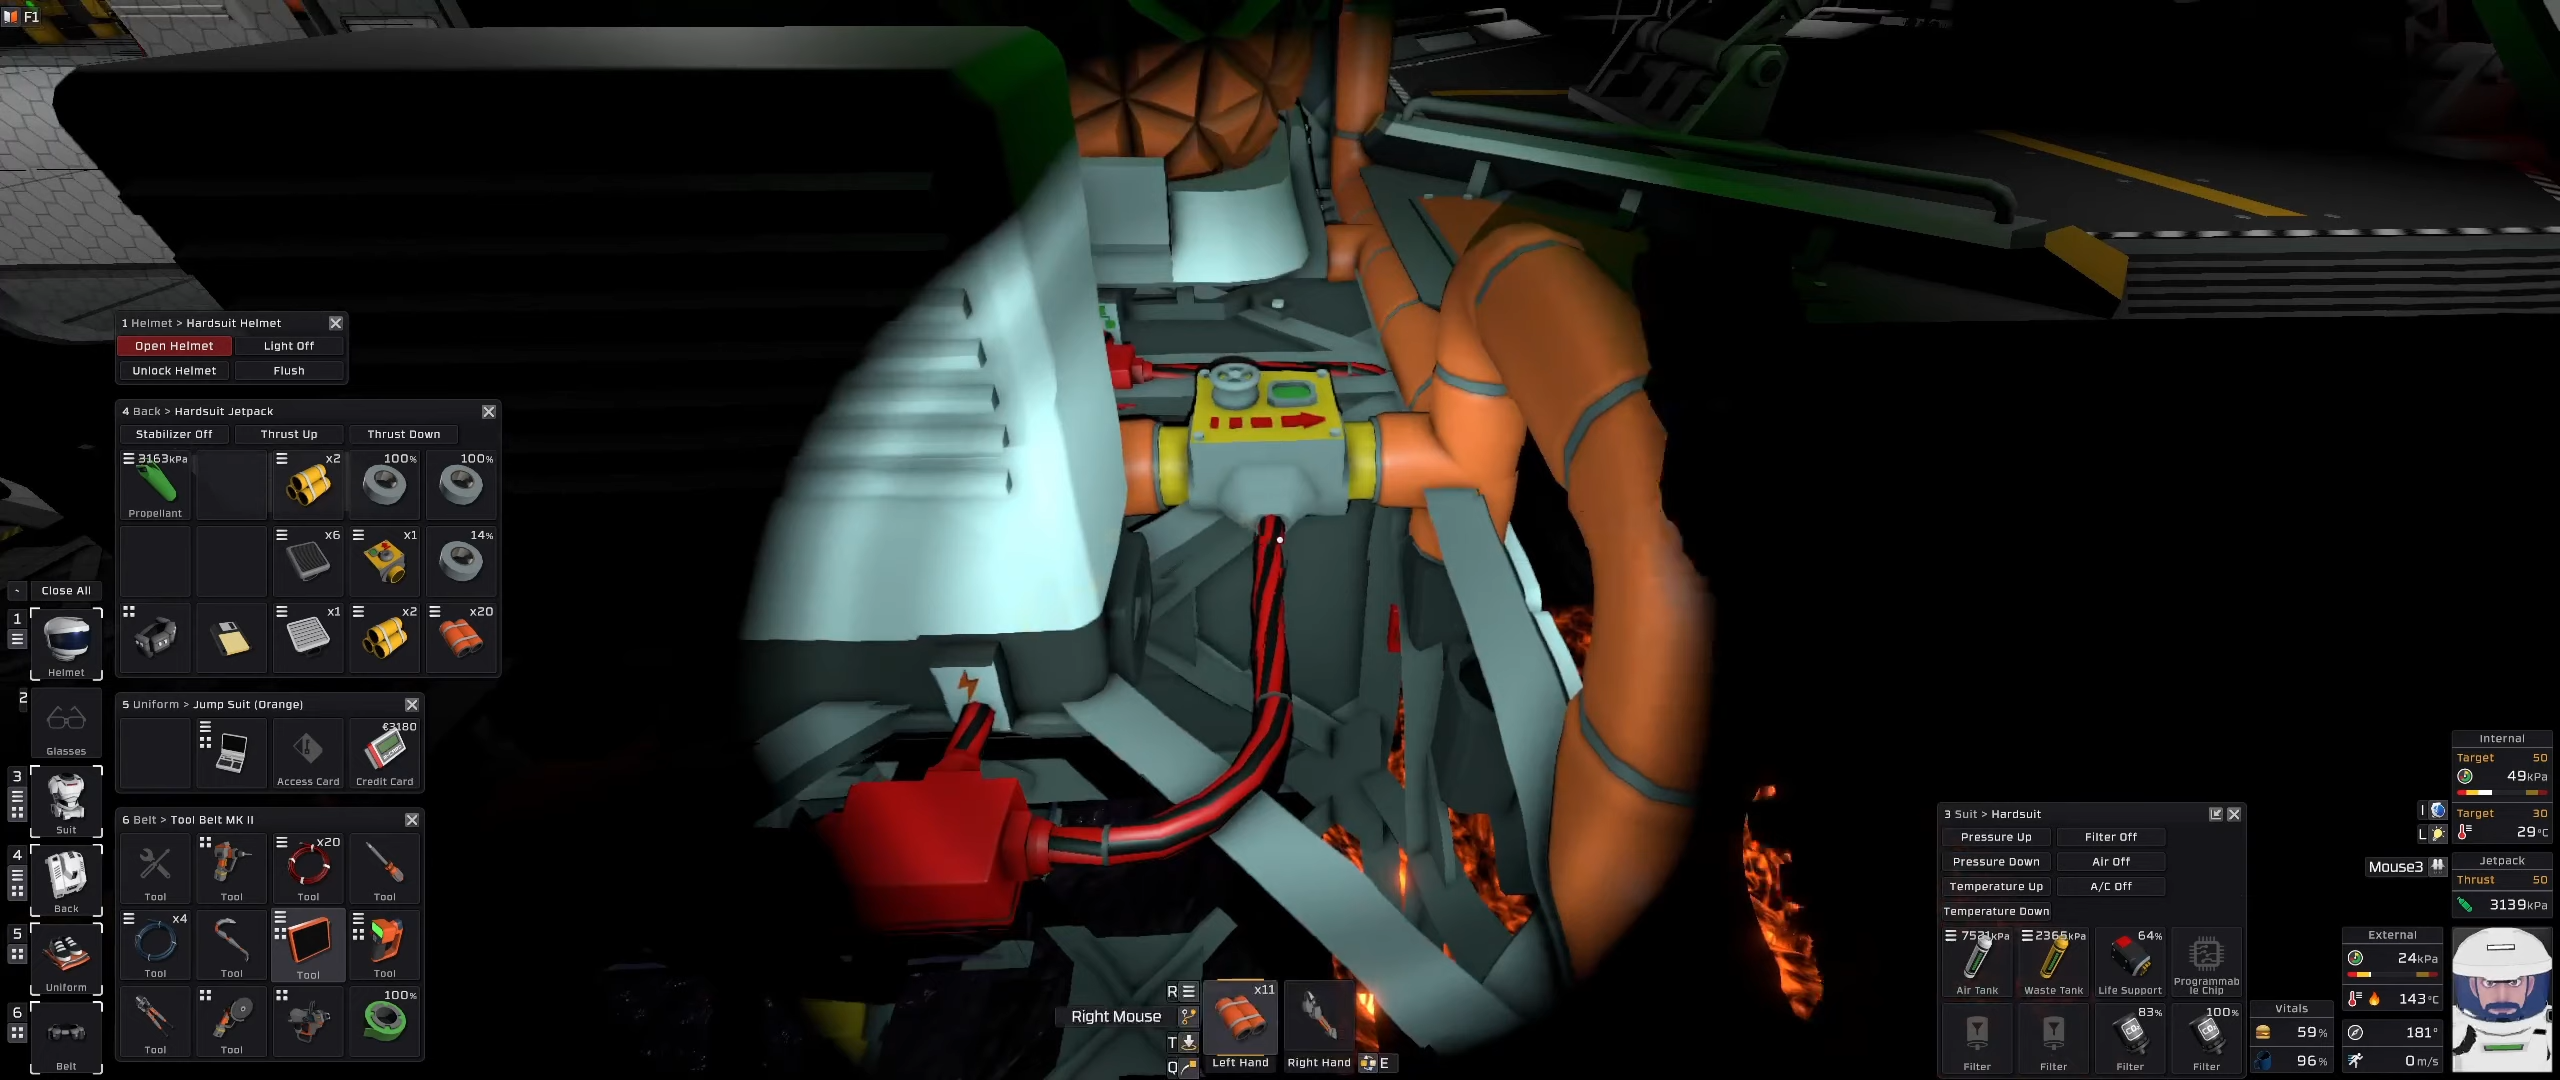 F1
1 Helmet > Hardsuit Helmet
Open Helmet
Light Off
Unlock Helmet
Flush
4 Back > Hardsuit Jetpack
Stabilizer Off
Thrust Up
Thrust Down
3163kPa
x2
100%
100%
Propellant
x6
x1
14%
x1
x2
x20
~
Close All
1
Helmet
2
Glasses
3
Suit
4
Back
5
Uniform
6
Belt
5 Uniform > Jump Suit (Orange)
€3180
Access Card
Credit Card
6 Belt > Tool Belt MK II
x20
Tool
Tool
Tool
Tool
x4
Tool
Tool
Tool
Tool
100%
Tool
Tool
Tool
Tool
R
x11
Right Mouse
T
Q
Left Hand
Right Hand
E
3 Suit > Hardsuit
Pressure Up
Filter Off
Pressure Down
Air Off
Temperature Up
A/C Off
Temperature Down
2365kPa
64%
Air Tank
Waste Tank
Life Support
Programmab
le Chip
83%
100%
Filter
Filter
Filter
Filter
Internal
Target 50
49kPa
I
Target 30
L
29°C
Jetpack
Mouse3
Thrust 50
3139kPa
External
24kPa
143°C
Vitals
59%
181°
96%
0m/s